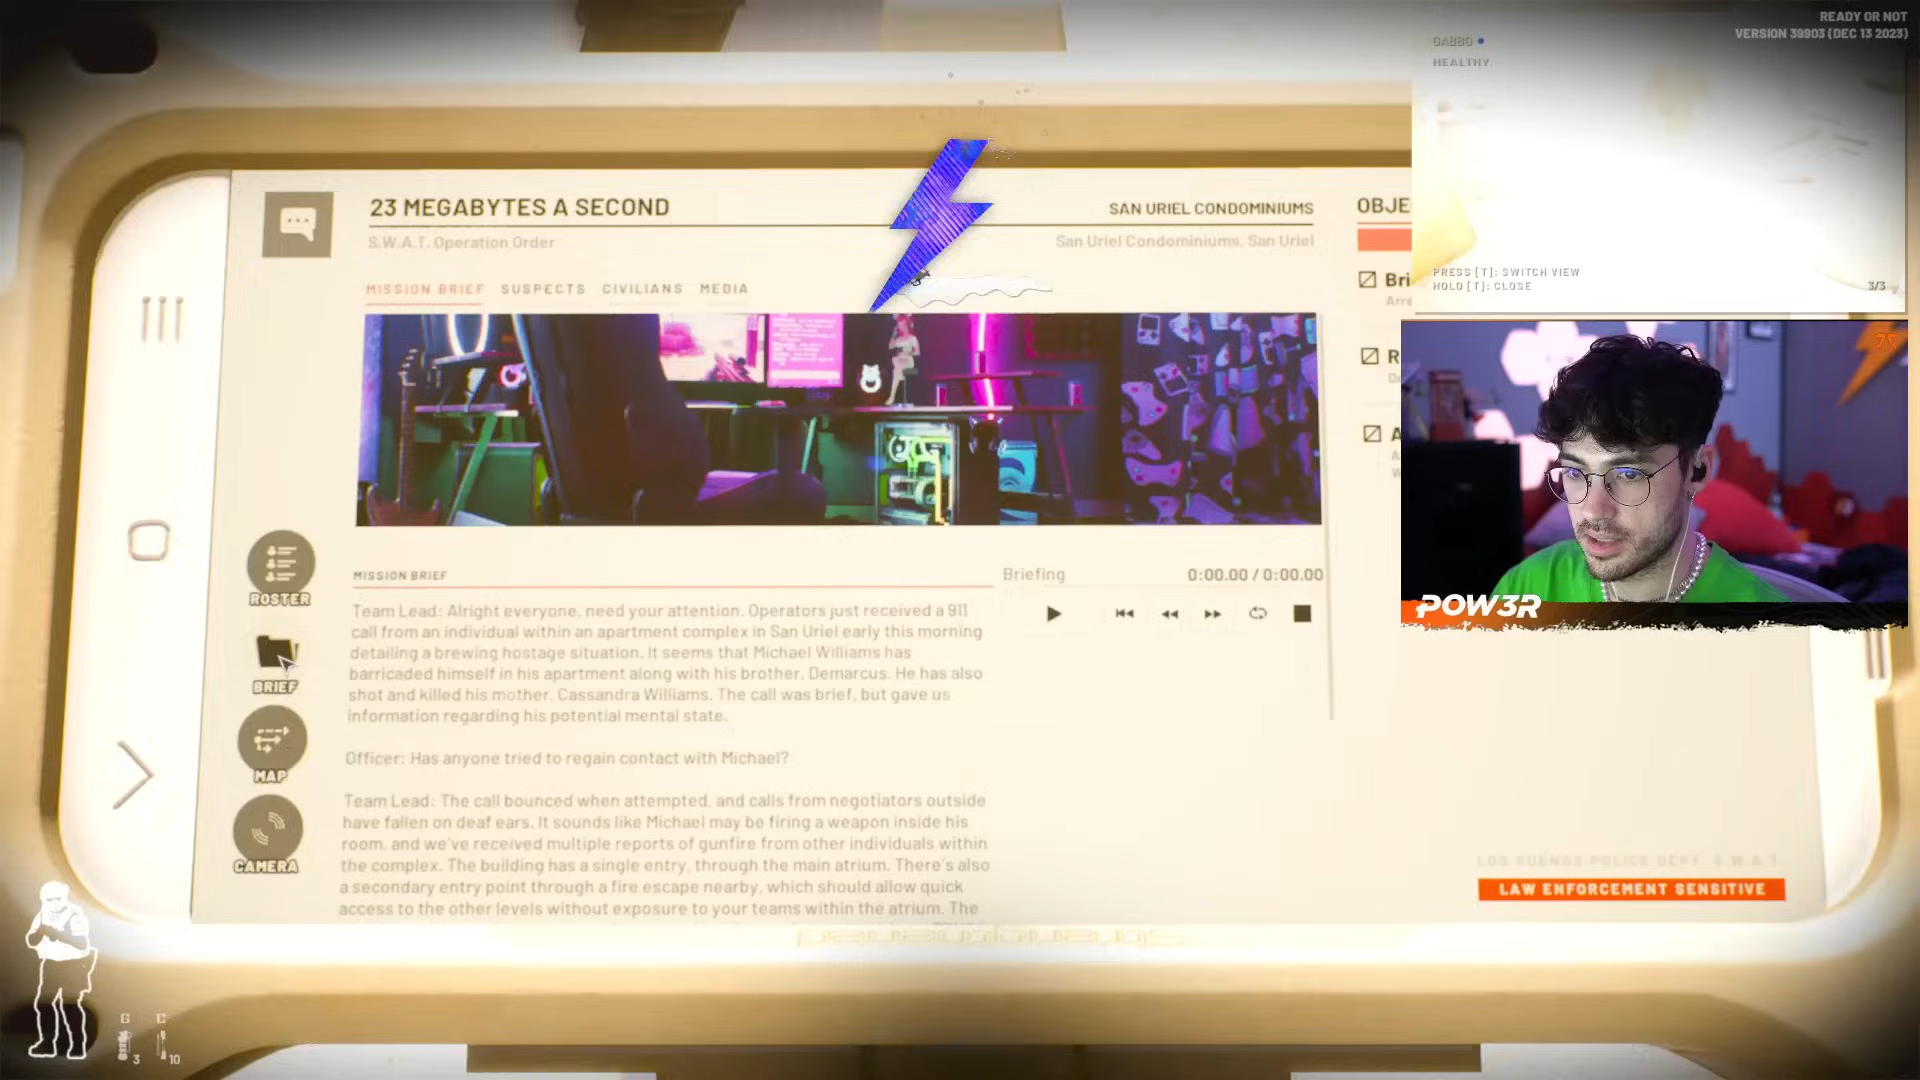 READY OR NOT
VERSION 39903 (DEC 13 2023)
GABBO
HEALTHY
23 MEGABYTES A SECOND
SAN URIEL CONDOMINIUMS
OBJE
S.W.A.T. Operation Order
San Uriel Condominiums, San Uriel
MISSION BRIEF SUSPECTS CIVILIANS MEDIA
PRESS [T]: SWITCH VIEW
HOLD [T]: CLOSE
3/3
Bri
Arre
R
A
ROSTER
BRIEF
MAP
CAMERA
MISSION BRIEF
Briefing 0:00.00 / 0:00.00
Team Lead: Alright everyone, need your attention. Operators just received a 911
call from an individual within an apartment complex in San Uriel early this morning
detailing a brewing hostage situation. It seems that Michael Williams has
barricaded himself in his apartment along with his brother, Demarcus. He has also
shot and killed his mother, Cassandra Williams. The call was brief, but gave us
information regarding his potential mental state.
Officer: Has anyone tried to regain contact with Michael?
Team Lead: The call bounced when attempted, and calls from negotiators outside
have fallen on deaf ears. It sounds like Michael may be firing a weapon inside his
room, and we've received multiple reports of gunfire from other individuals within
the complex. The building has a single entry, through the main atrium. There's also
a secondary entry point through a fire escape nearby, which should allow quick
access to the other levels without exposure to your teams within the atrium. The
POW3R
LOS SUENOS POLICE DEPT. S.W.A.T
LAW ENFORCEMENT SENSITIVE
3
10